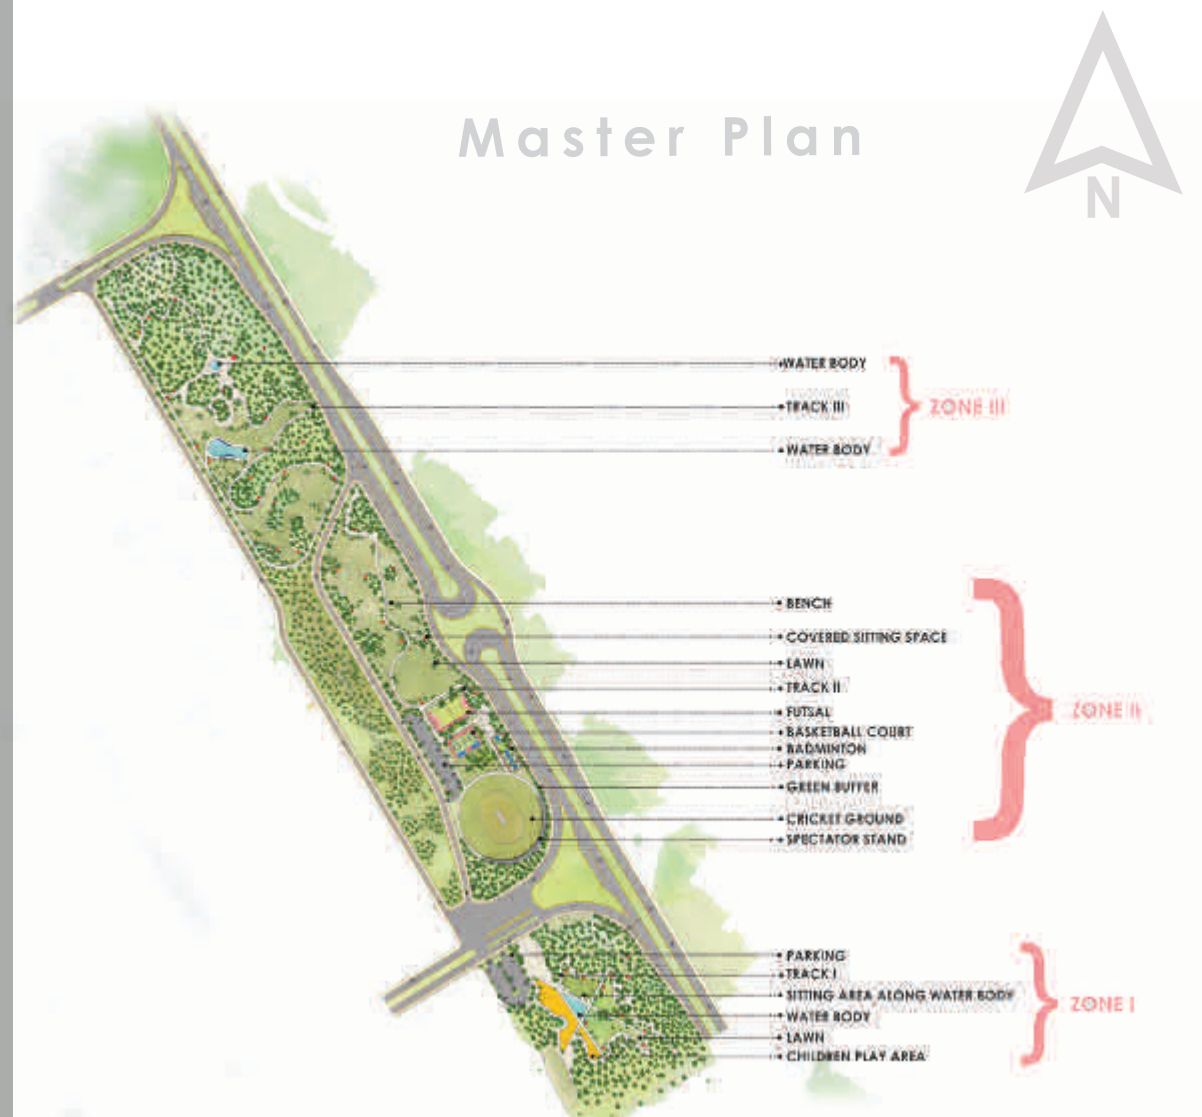 N
Master Plan
WATER BODY
TRACK III
ZONE III
WATER BODY
BENCH
COVERED SITTING SPACE
LAWN
TRACK II
ZONE II
FUTSAL
BASKETBALL COURT
BADMINTON
PARKING
GREEN BUFFER
CRICKET GROUND
SPECTATOR STAND
PARKING
TRACK I
SITTING AREA ALONG WATER BODY
ZONE I
WATER BODY
LAWN
CHILDREN PLAY AREA